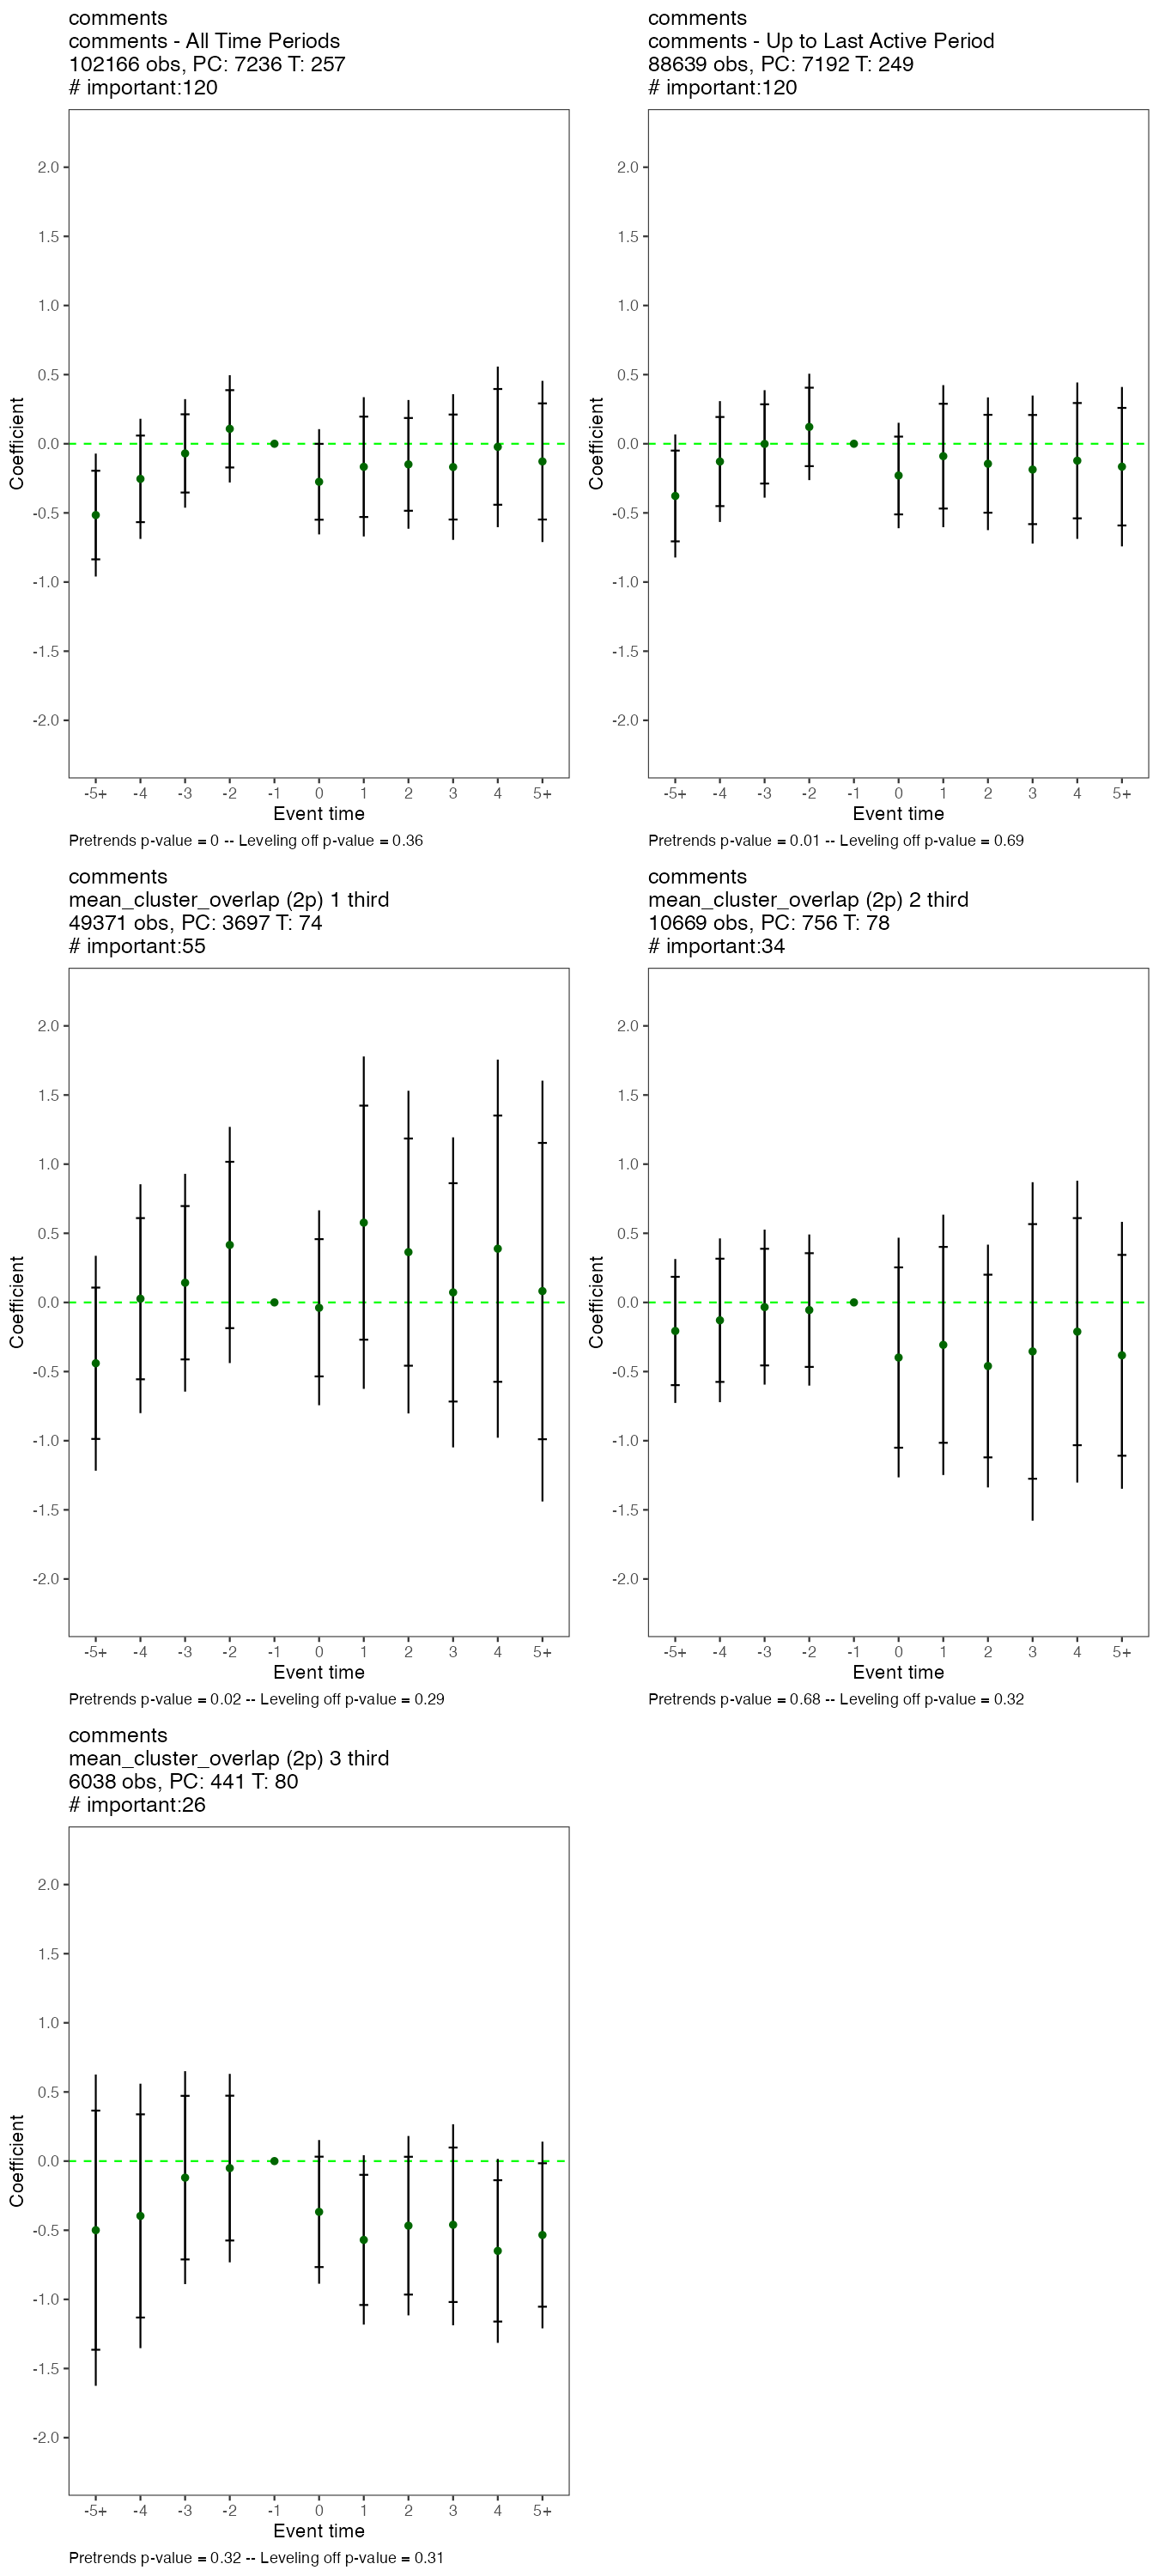 comments
comments - All Time Periods
102166 obs, PC: 7236 T: 257
# important:120
2.0
1.5
1.0
0.5
0.0
-0.5
-1.0
-1.5
-2.0
Coefficient
-5+ -4 -3 -2 -1 0 1 2 3 4 5+
Event time
Pretrends p-value = 0 -- Leveling off p-value = 0.36
comments
comments - Up to Last Active Period
88639 obs, PC: 7192 T: 249
# important:120
2.0
1.5
1.0
0.5
0.0
-0.5
-1.0
-1.5
-2.0
Coefficient
-5+ -4 -3 -2 -1 0 1 2 3 4 5+
Event time
Pretrends p-value = 0.01 -- Leveling off p-value = 0.69
comments
mean_cluster_overlap (2p) 1 third
49371 obs, PC: 3697 T: 74
# important:55
2.0
1.5
1.0
0.5
0.0
-0.5
-1.0
-1.5
-2.0
Coefficient
-5+ -4 -3 -2 -1 0 1 2 3 4 5+
Event time
Pretrends p-value = 0.02 -- Leveling off p-value = 0.29
comments
mean_cluster_overlap (2p) 2 third
10669 obs, PC: 756 T: 78
# important:34
2.0
1.5
1.0
0.5
0.0
-0.5
-1.0
-1.5
-2.0
Coefficient
-5+ -4 -3 -2 -1 0 1 2 3 4 5+
Event time
Pretrends p-value = 0.68 -- Leveling off p-value = 0.32
comments
mean_cluster_overlap (2p) 3 third
6038 obs, PC: 441 T: 80
# important:26
2.0
1.5
1.0
0.5
0.0
-0.5
-1.0
-1.5
-2.0
Coefficient
-5+ -4 -3 -2 -1 0 1 2 3 4 5+
Event time
Pretrends p-value = 0.32 -- Leveling off p-value = 0.31